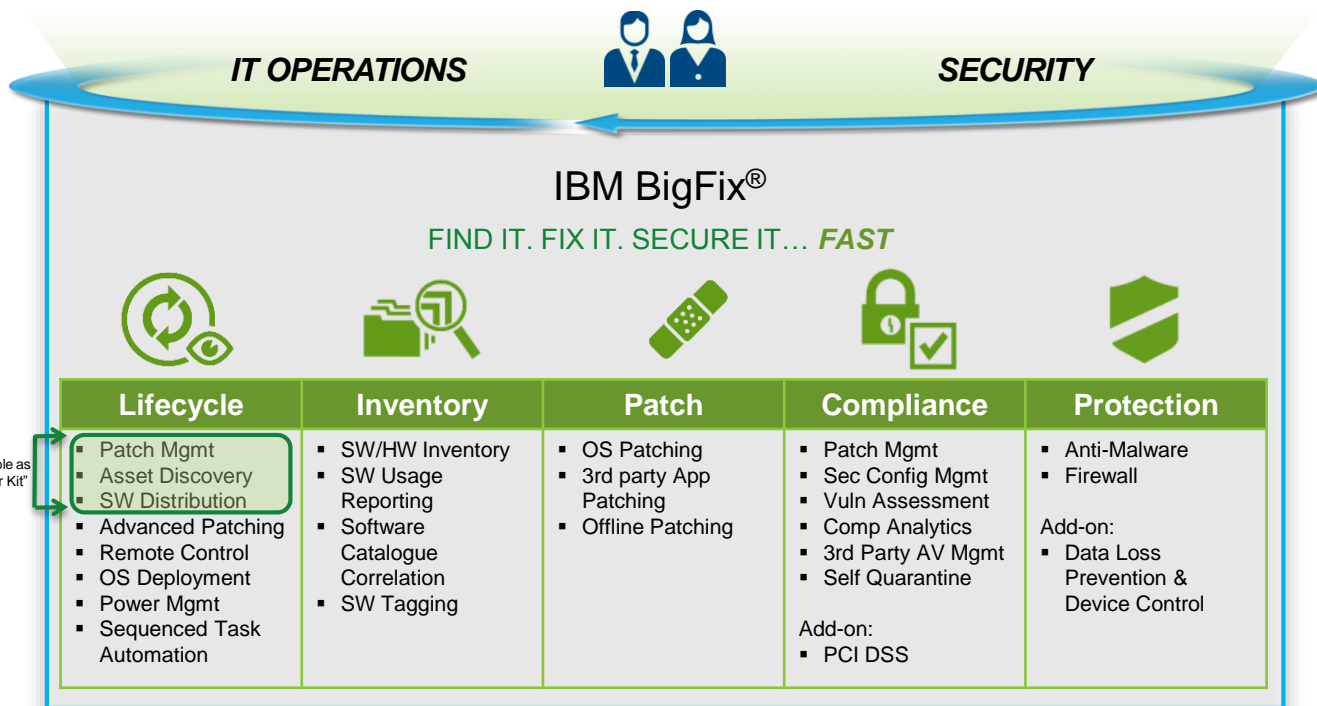 IT OPERATIONS
SECURITY
IBM BigFix®
FIND IT. FIX IT. SECURE IT… FAST
Lifecycle
Patch Mgmt
Asset Discovery
SW Distribution
Advanced Patching
Remote Control
OS Deployment
Power Mgmt
Sequenced Task
Automation
as
Kit”
Inventory
SW/HW Inventory
SW Usage
Reporting
Software
Catalogue
Correlation
SW Tagging
Patch
OS Patching
3rd party App
Patching
Offline Patching
Compliance
Patch Mgmt
Sec Config Mgmt
Vuln Assessment
Comp Analytics
3rd Party AV Mgmt
Self Quarantine
Add-on:
PCI DSS
Protection
Anti-Malware
Firewall
Add-on:
Data Loss
Prevention &
Device Control